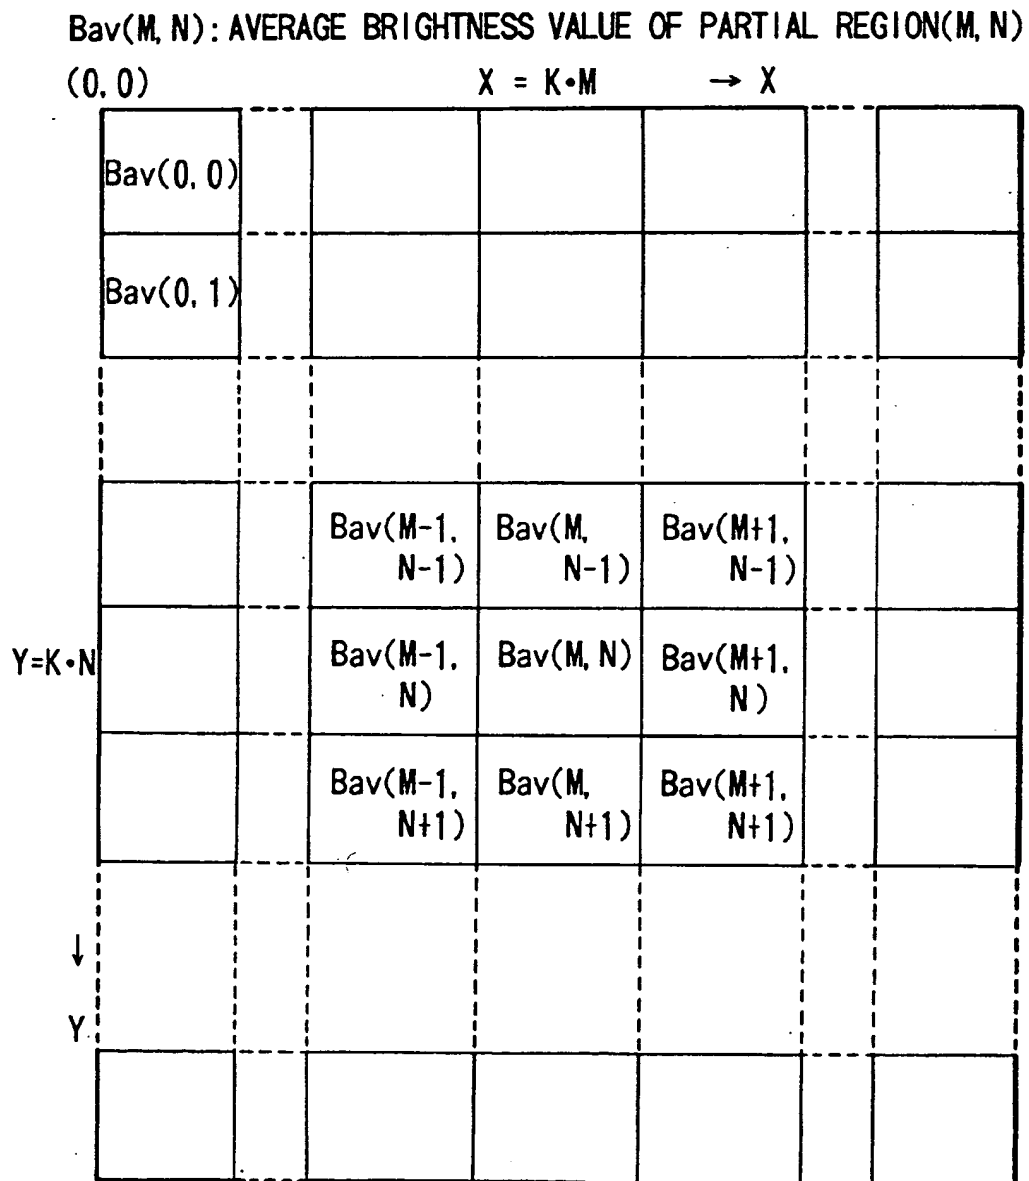 Bav(M, N): AVERAGE BRIGHTNESS VALUE OF PARTIAL REGION(M, N)
(0, 0) X = K•M → X
Bav(0, 0)
Bav(0, 1)
Bav(M-1, Bav(M, Bav(M+1,
N-1) N-1) N-1)
Y=K•N Bav(M-1, Bav(M, N) Bav(M+1,
N) N)
Bav(M-1, Bav(M, Bav(M+1,
N+1) N+1) N+1)
↓
Y